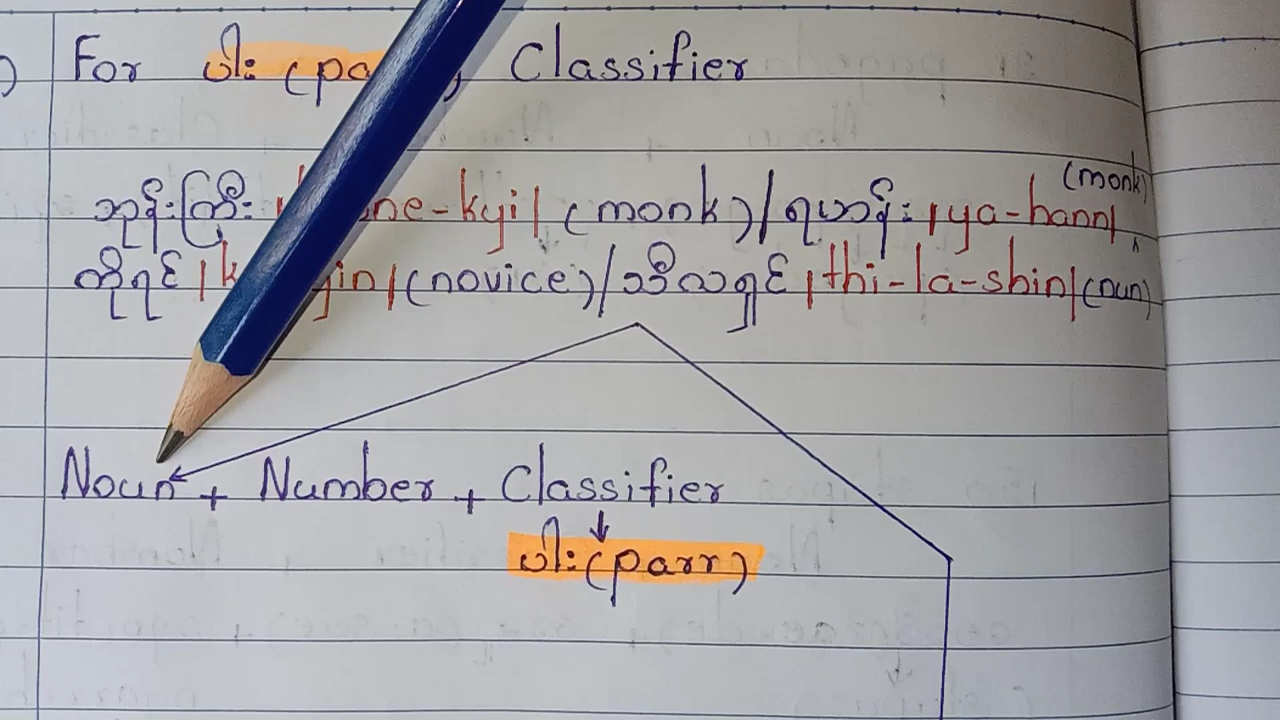 ) For ပါး (pa Classifier
ဘုန်းကြီး ne-kyi| (monk)/ရဟန်း |ya-hann| (monk)
ကိုရင် |k yin|(novice)/သီလရှင် |thi-la-shin|(nun)
Noun + Number + Classifier
ပါး(parr)